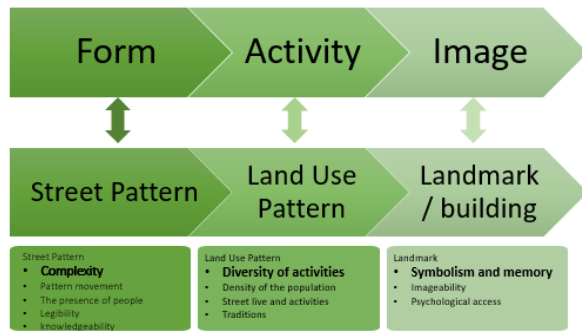 Form
Activity
Image
Street Pattern
Land Use
Pattern
Landmark
/ building
Street Pattern
• Complexity
• Pattern movement
• The presence of people
• Legibility
• knowledgeability
Land Use Pattern
• Diversity of activities
• Density of the population
• Street live and activities
• Traditions
Landmark
• Symbolism and memory
• Imageability
• Psychological access